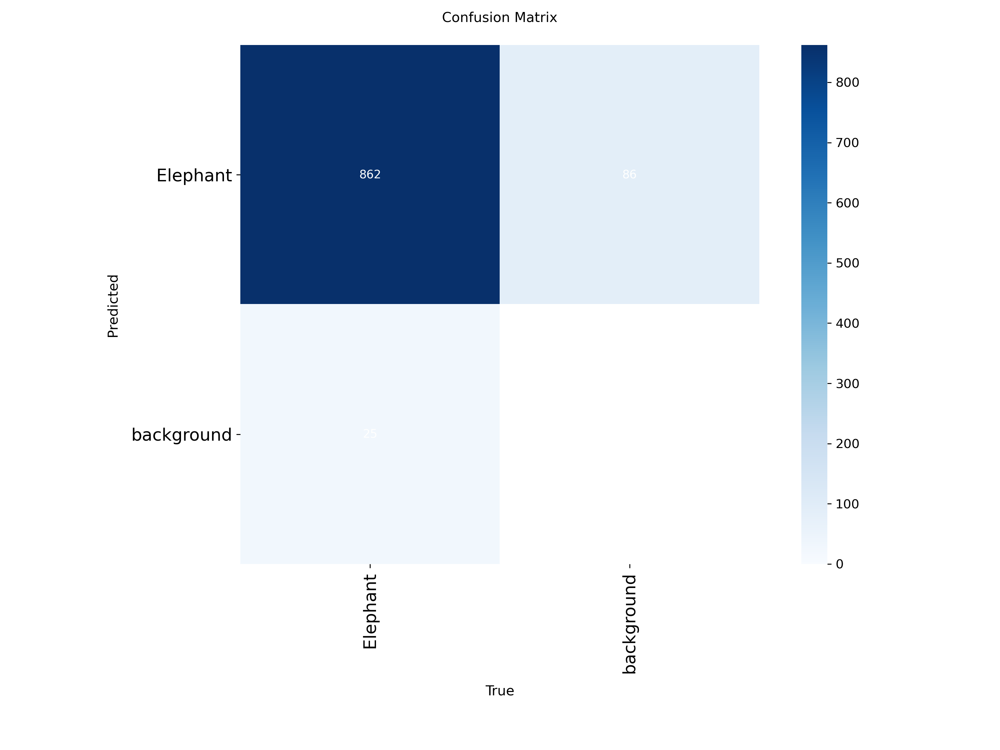 Confusion Matrix
Predicted
Elephant
background
862
86
25
Elephant
background
True
800
700
600
500
400
300
200
100
0